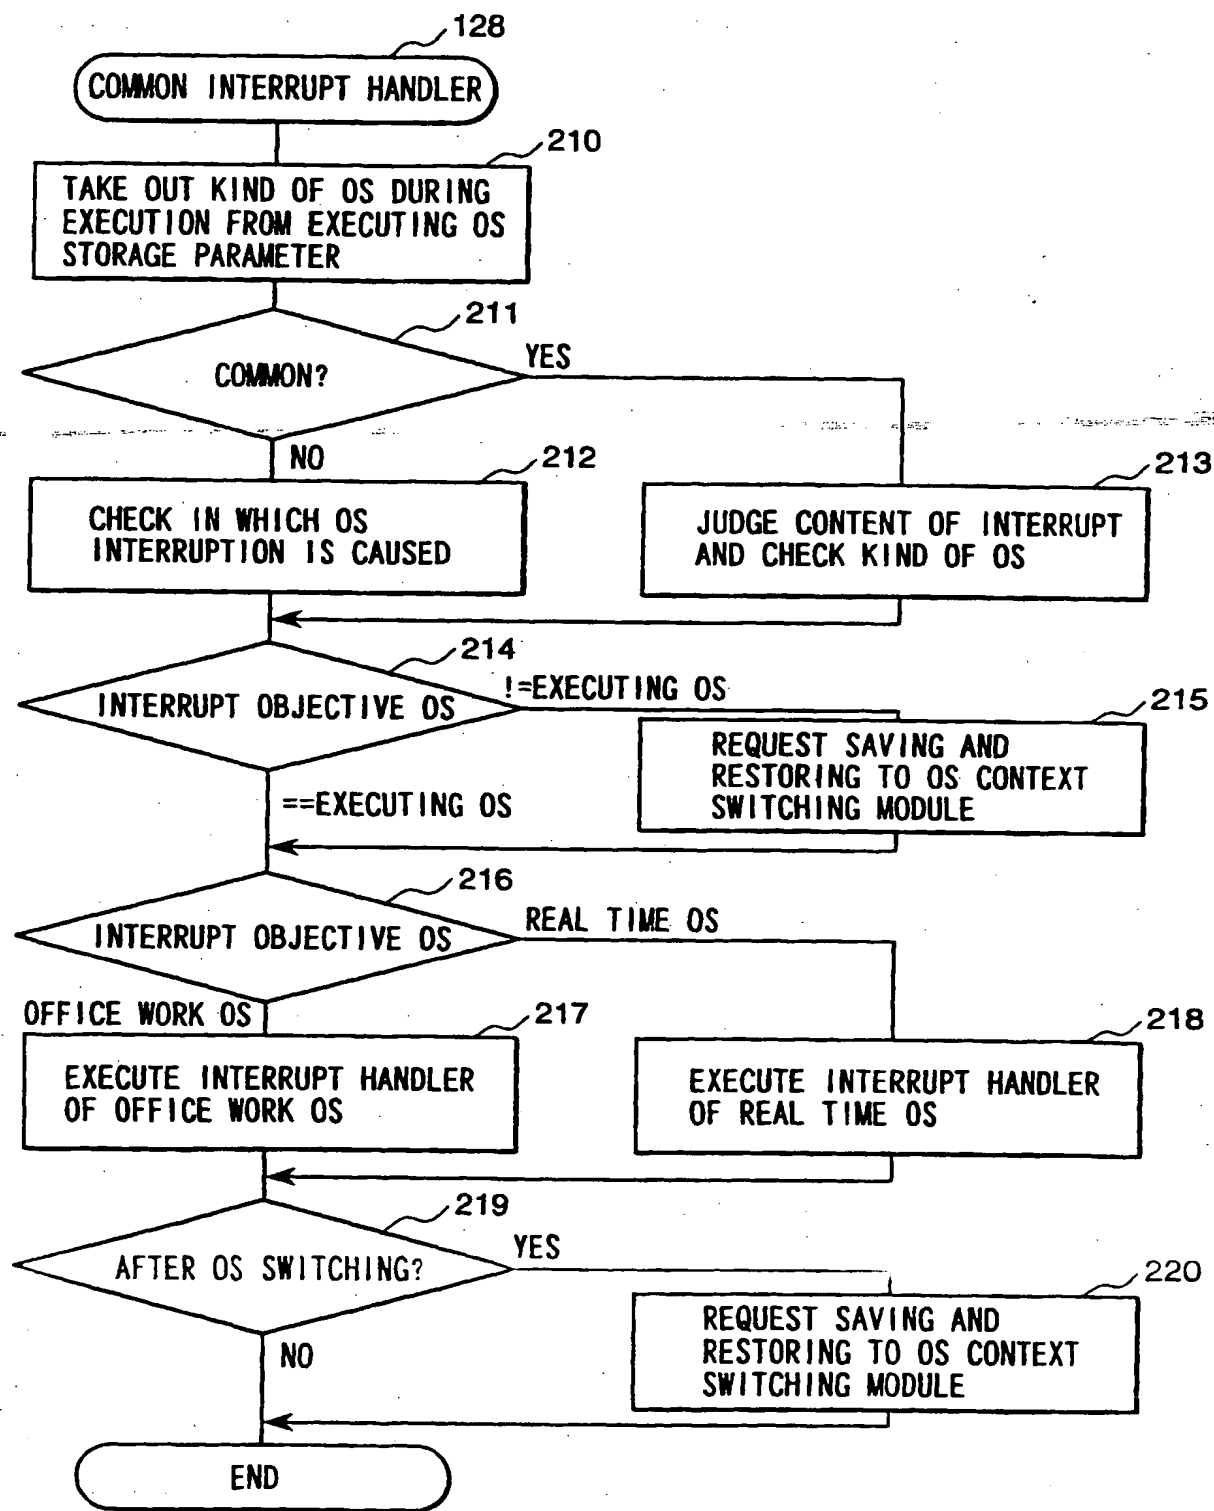 128
COMMON INTERRUPT HANDLER
210
TAKE OUT KIND OF OS DURING
EXECUTION FROM EXECUTING OS
STORAGE PARAMETER
211
COMMON?
YES
NO
212
CHECK IN WHICH OS
INTERRUPTION IS CAUSED
213
JUDGE CONTENT OF INTERRUPT
AND CHECK KIND OF OS
214
INTERRUPT OBJECTIVE OS
!=EXECUTING OS
215
REQUEST SAVING AND
RESTORING TO OS CONTEXT
SWITCHING MODULE
==EXECUTING OS
216
INTERRUPT OBJECTIVE OS
REAL TIME OS
OFFICE WORK OS
217
EXECUTE INTERRUPT HANDLER
OF OFFICE WORK OS
218
EXECUTE INTERRUPT HANDLER
OF REAL TIME OS
219
AFTER OS SWITCHING?
YES
220
REQUEST SAVING AND
RESTORING TO OS CONTEXT
SWITCHING MODULE
NO
END